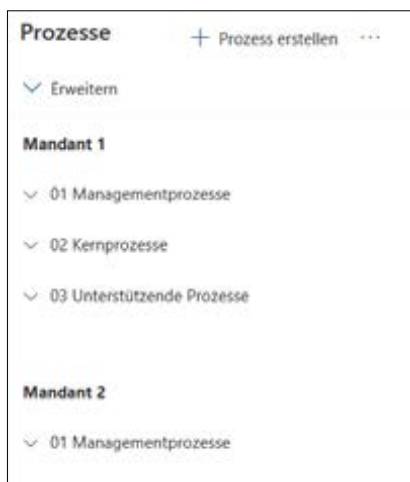 Prozesse + Prozess erstellen ...
Erweitern
Mandant 1
01 Managementprozesse
02 Kernprozesse
03 Unterstützende Prozesse
Mandant 2
01 Managementprozesse